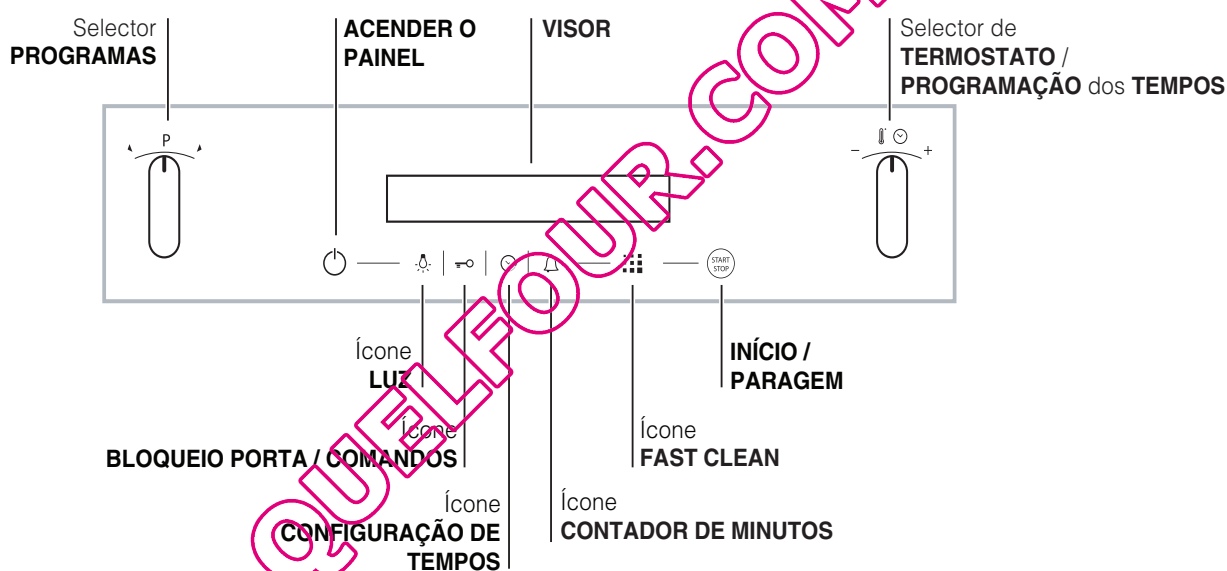 Selector
PROGRAMAS
ACENDER O
PAINEL
VISOR
Selector de
TERMOSTATO /
PROGRAMAÇÃO dos TEMPOS
P
- +
START
STOP
Ícone
LUZ
INÍCIO /
PARAGEM
Ícone
BLOQUEIO PORTA / COMANDOS
Ícone
FAST CLEAN
Ícone
CONFIGURAÇÃO DE
TEMPOS
Ícone
CONTADOR DE MINUTOS
QUELFOUR.COM